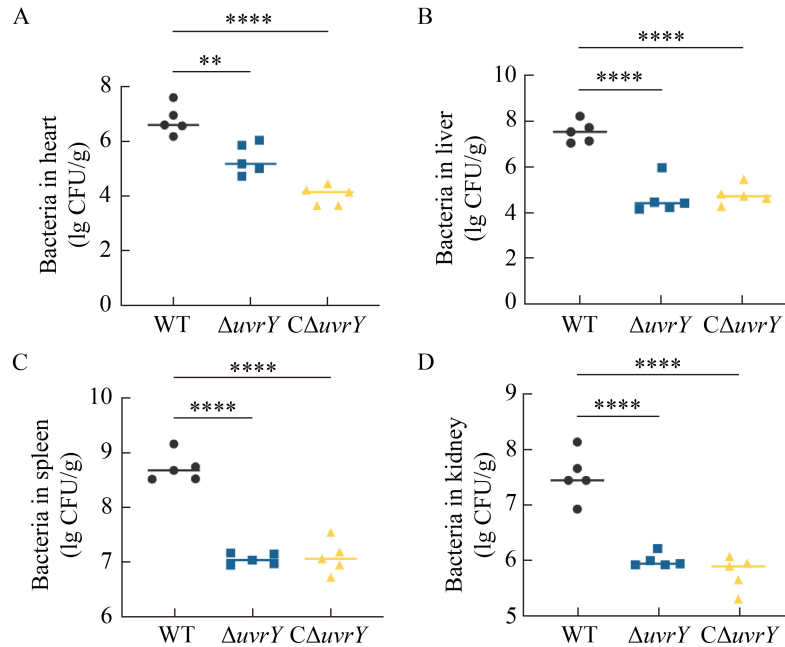 A
****
**
8
6
4
2
0
Bacteria in heart
(lg CFU/g)
WT
ΔuvrY
CΔuvrY
B
****
****
10
8
6
4
2
0
Bacteria in liver
(lg CFU/g)
WT
ΔuvrY
CΔuvrY
C
****
****
10
9
8
7
6
Bacteria in spleen
(lg CFU/g)
WT
ΔuvrY
CΔuvrY
D
****
****
9
8
7
6
5
Bacteria in kidney
(lg CFU/g)
WT
ΔuvrY
CΔuvrY